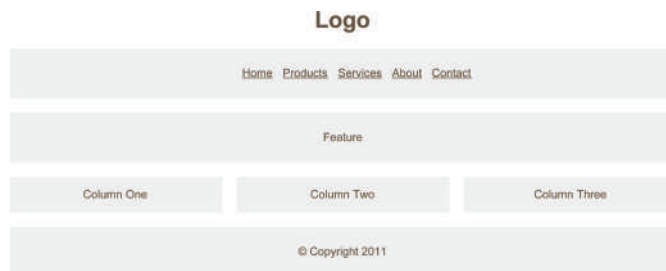 Logo
Home Products Services About Contact
Feature
Column One Column Two Column Three
© Copyright 2011